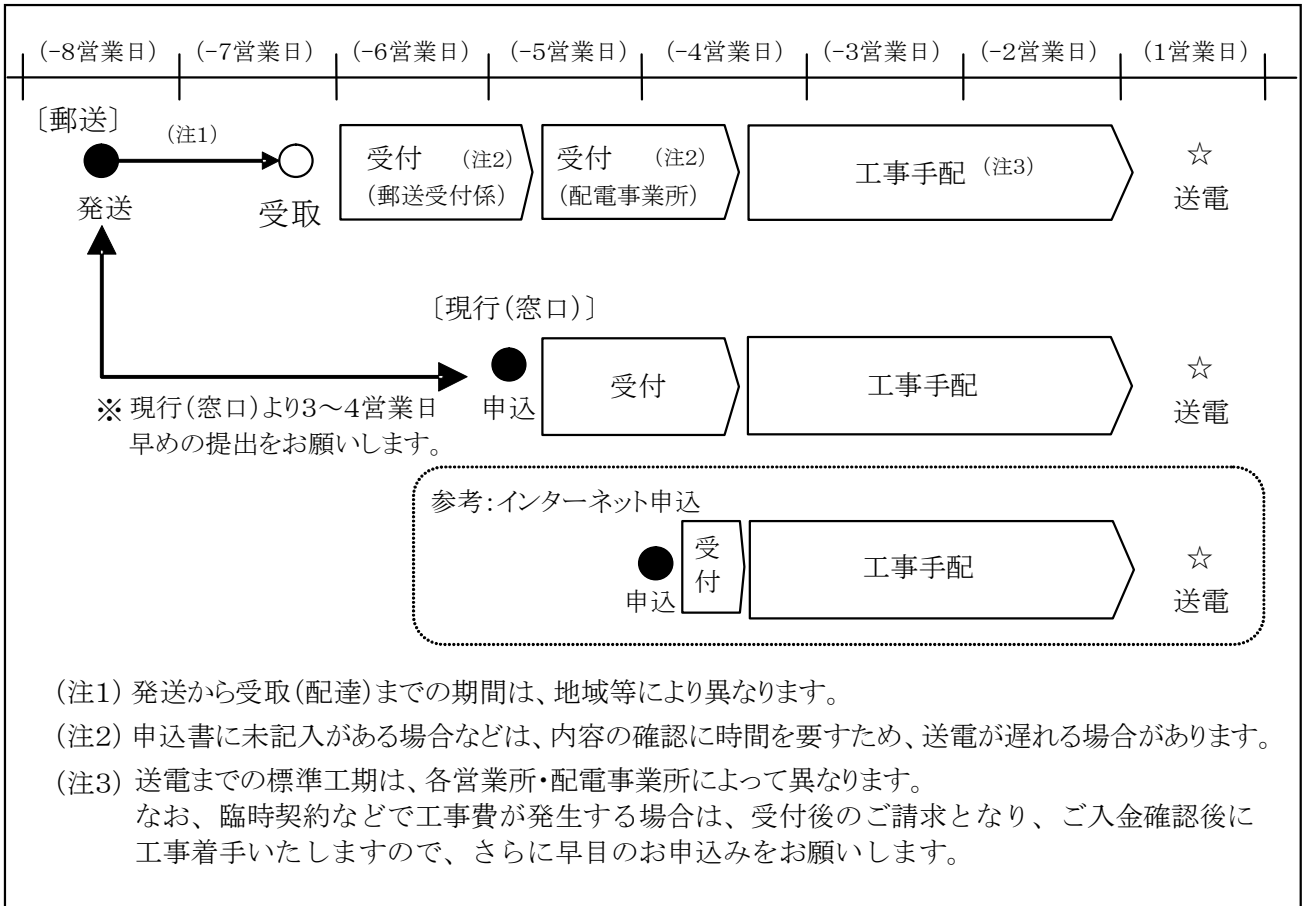 (-8営業日) (-7営業日) (-6営業日) (-5営業日) (-4営業日) (-3営業日) (-2営業日) (1営業日)
〔郵送〕
(注1)
発送
受取
受付 (注2)
(郵送受付係)
受付 (注2)
(配電事業所)
工事手配 (注3)
☆
送電
〔現行(窓口)〕
申込
受付
工事手配
☆
送電
※ 現行(窓口)より3～4営業日
早めの提出をお願いします。
参考：インターネット申込
申込
受
付
工事手配
☆
送電
(注1) 発送から受取(配達)までの期間は、地域等により異なります。
(注2) 申込書に未記入がある場合などは、内容の確認に時間を要すため、送電が遅れる場合があります。
(注3) 送電までの標準工期は、各営業所・配電事業所によって異なります。
なお、臨時契約などで工事費が発生する場合は、受付後のご請求となり、ご入金確認後に
工事着手いたしますので、さらに早目のお申込みをお願いします。